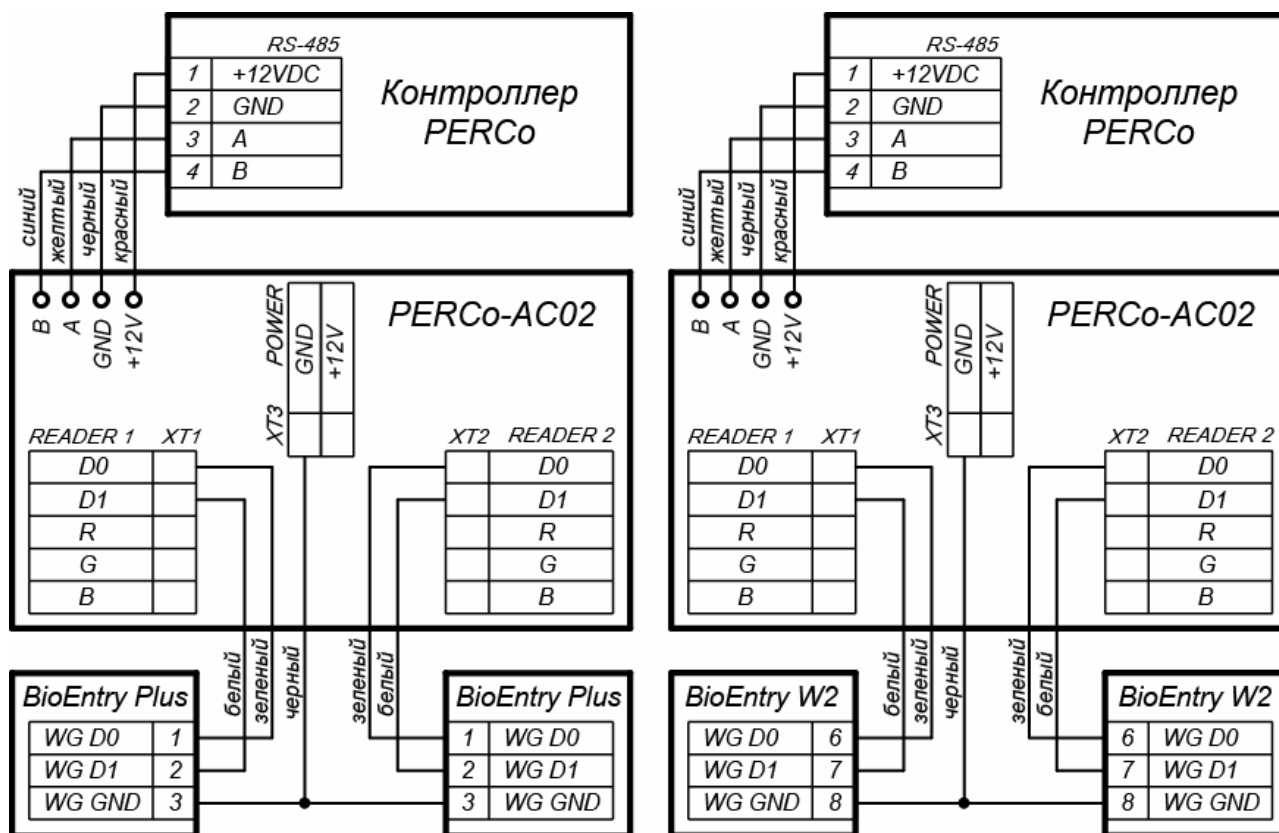 RS-485
1 +12VDC
2 GND
3 A
4 B
Контроллер
PERCo
синий
желтый
черный
красный
B
A
GND
+12V
POWER
GND
+12V
XT3
PERCo-AC02
READER 1 XT1
D0
D1
R
G
B
XT2 READER 2
D0
D1
R
G
B
белый
зеленый
черный
зеленый
белый
BioEntry Plus
WG D0 1
WG D1 2
WG GND 3
BioEntry Plus
1 WG D0
2 WG D1
3 WG GND
RS-485
1 +12VDC
2 GND
3 A
4 B
Контроллер
PERCo
синий
желтый
черный
красный
B
A
GND
+12V
POWER
GND
+12V
XT3
PERCo-AC02
READER 1 XT1
D0
D1
R
G
B
XT2 READER 2
D0
D1
R
G
B
белый
зеленый
черный
зеленый
белый
BioEntry W2
WG D0 6
WG D1 7
WG GND 8
BioEntry W2
6 WG D0
7 WG D1
8 WG GND